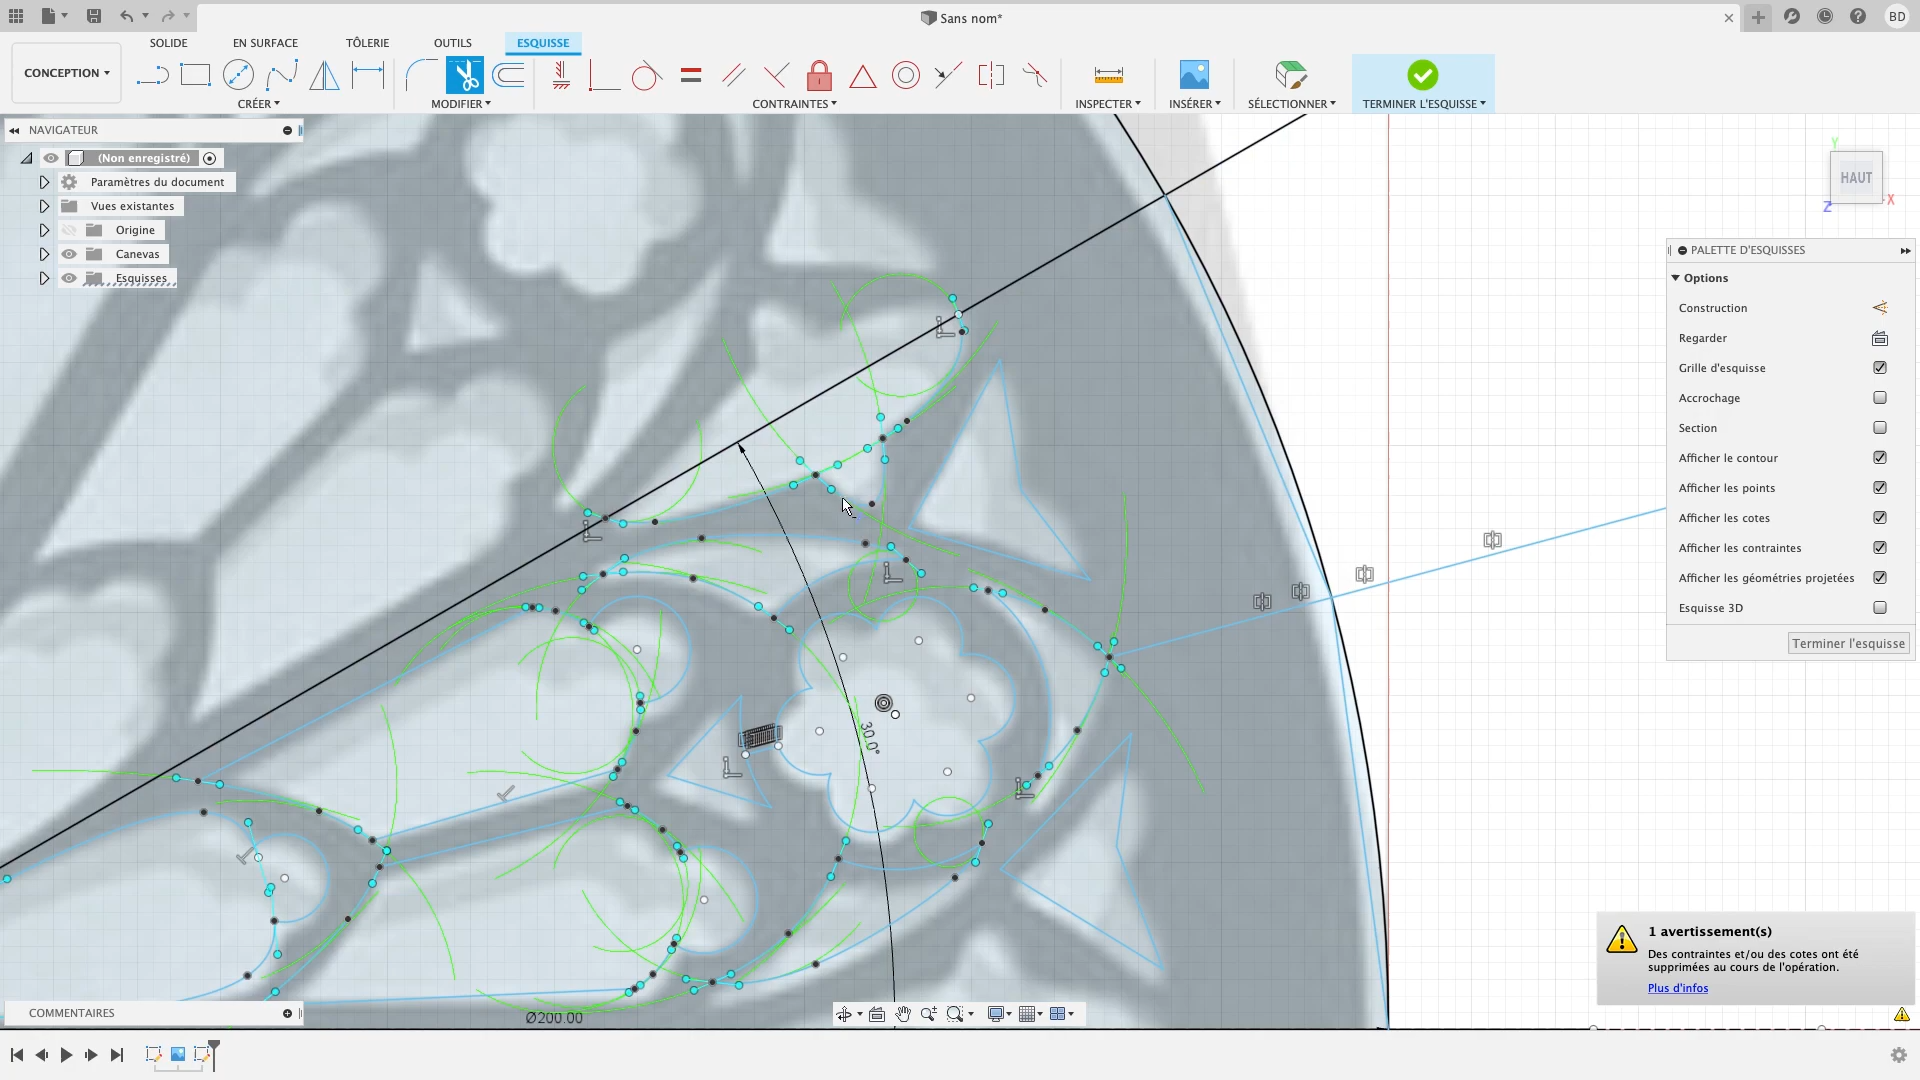 Sans nom*
BD
SOLIDE
EN SURFACE
TÔLERIE
OUTILS
ESQUISSE
CONCEPTION
CRÉER
MODIFIER
CONTRAINTES
INSPECTER
INSÉRER
SÉLECTIONNER
TERMINER L'ESQUISSE
NAVIGATEUR
(Non enregistré)
Paramètres du document
Vues existantes
Origine
Canevas
Esquisses
Y
HAUT
X
Z
PALETTE D'ESQUISSES
Options
Construction
Regarder
Grille d'esquisse
Accrochage
Section
Afficher le contour
Afficher les points
Afficher les cotes
Afficher les contraintes
Afficher les géométries projetées
Esquisse 3D
Terminer l'esquisse
30.0°
Ø200.00
1 avertissement(s)
Des contraintes et/ou des cotes ont été
supprimées au cours de l'opération.
Plus d'infos
COMMENTAIRES